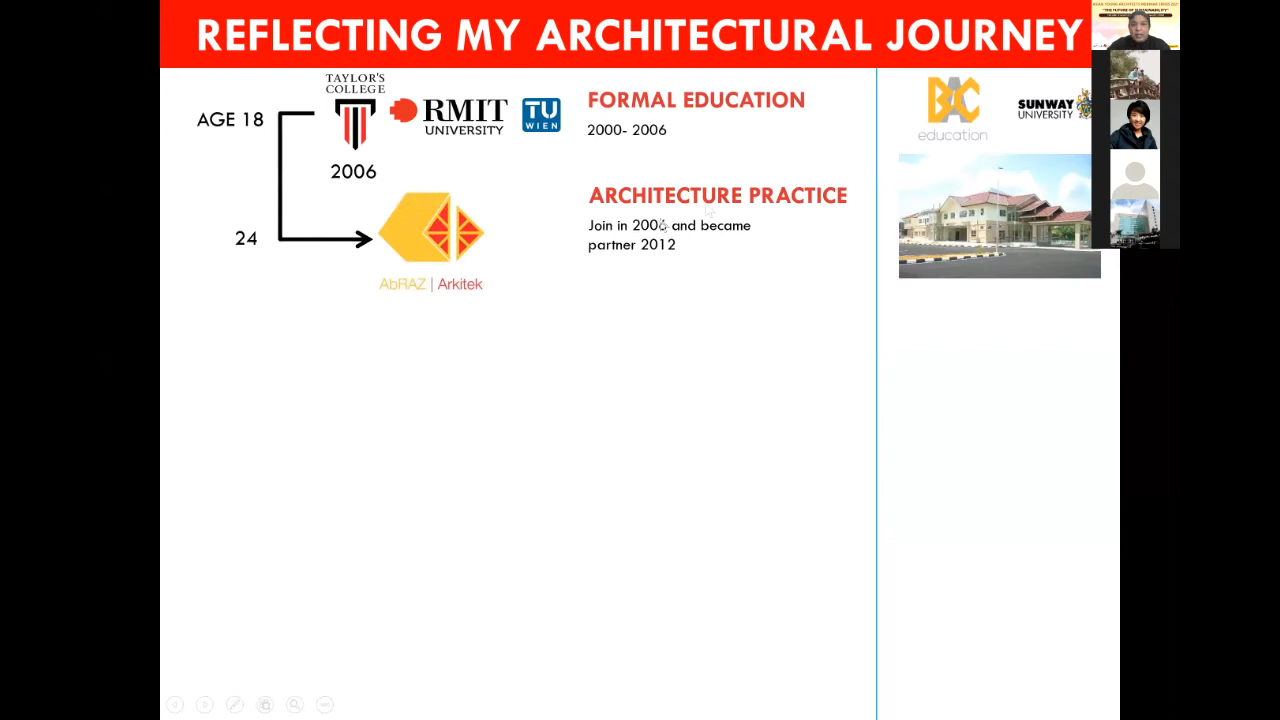 REFLECTING MY ARCHITECTURAL JOURNEY
TAYLOR'S
COLLEGE
AGE 18
RMIT
UNIVERSITY
TU
WIEN
FORMAL EDUCATION
2000- 2006
2006
ARCHITECTURE PRACTICE
Join in 2006 and became
partner 2012
24
AbRAZ | Arkitek
BAC
education
SUNWAY
UNIVERSITY